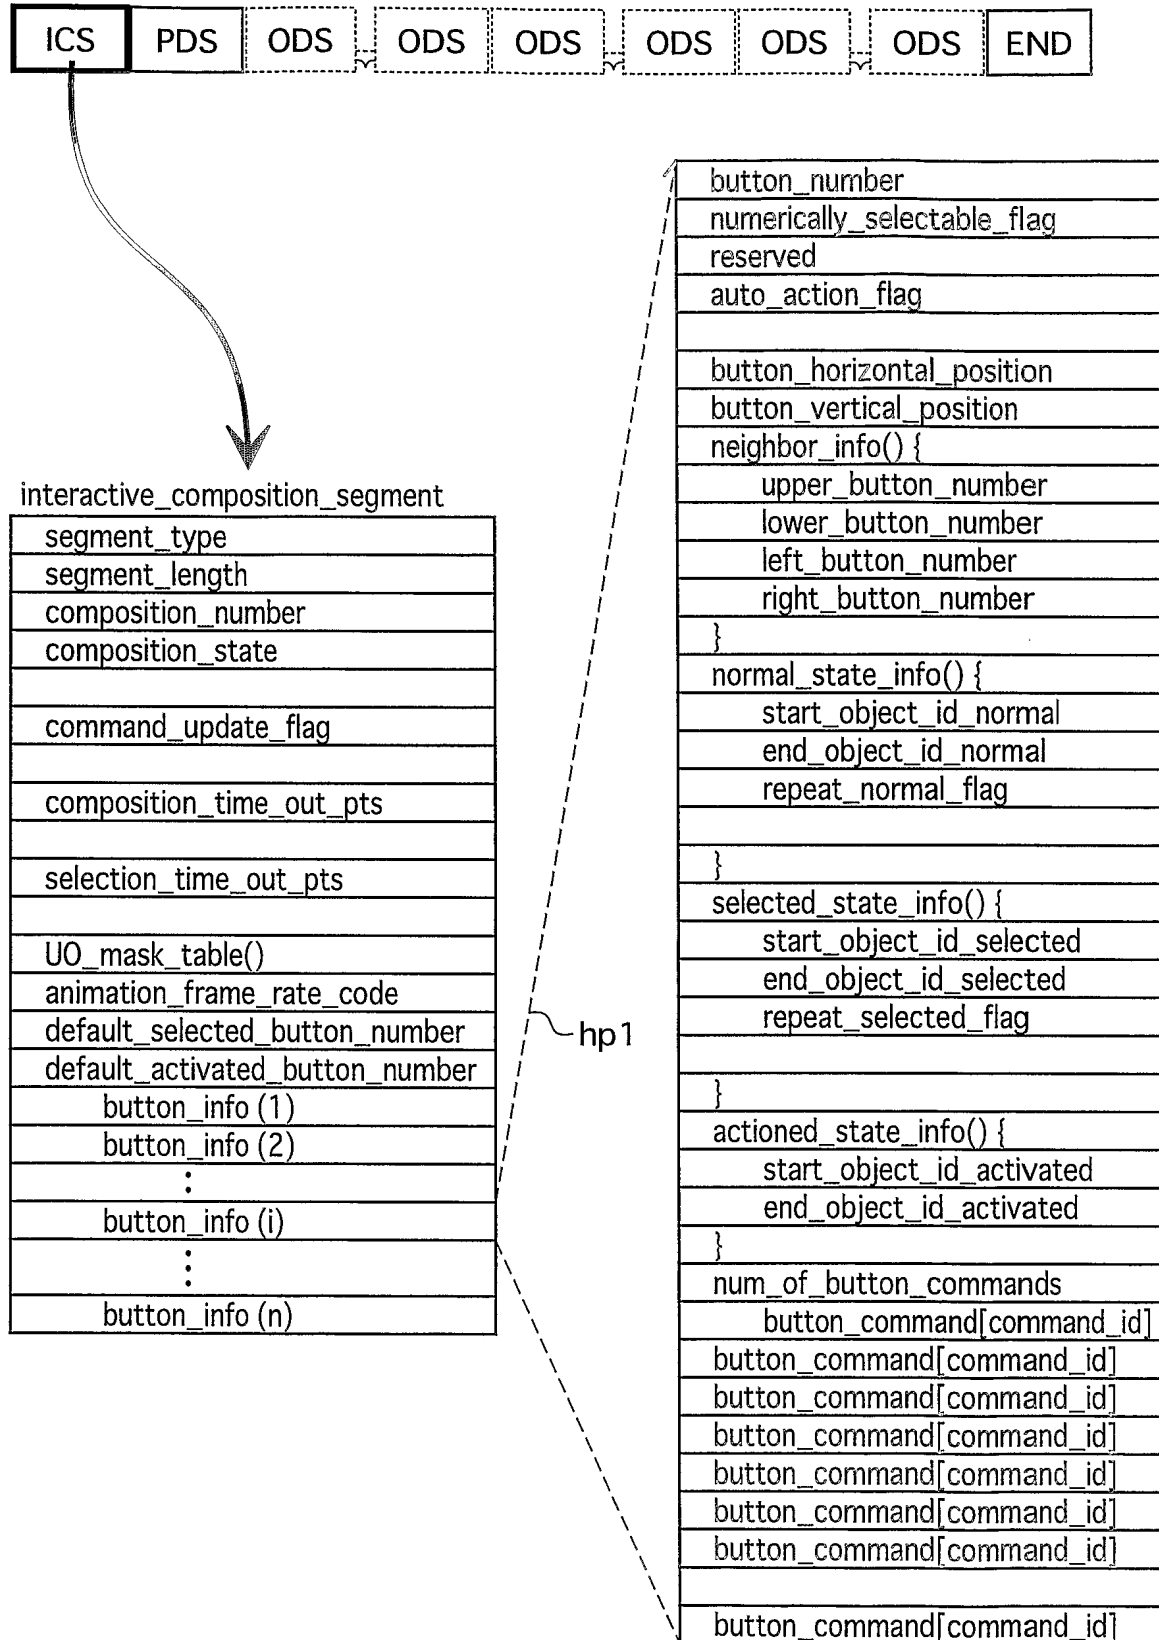 ICS PDS ODS ODS ODS ODS ODS ODS END
interactive_composition_segment
segment_type
segment_length
composition_number
composition_state
command_update_flag
composition_time_out_pts
selection_time_out_pts
UO_mask_table()
animation_frame_rate_code
default_selected_button_number
default_activated_button_number
button_info (1)
button_info (2)
⋮
button_info (i)
⋮
button_info (n)
hp1
button_number
numerically_selectable_flag
reserved
auto_action_flag
button_horizontal_position
button_vertical_position
neighbor_info() {
upper_button_number
lower_button_number
left_button_number
right_button_number
}
normal_state_info() {
start_object_id_normal
end_object_id_normal
repeat_normal_flag
}
selected_state_info() {
start_object_id_selected
end_object_id_selected
repeat_selected_flag
}
actioned_state_info() {
start_object_id_activated
end_object_id_activated
}
num_of_button_commands
button_command[command_id]
button_command[command_id]
button_command[command_id]
button_command[command_id]
button_command[command_id]
button_command[command_id]
button_command[command_id]
button_command[command_id]